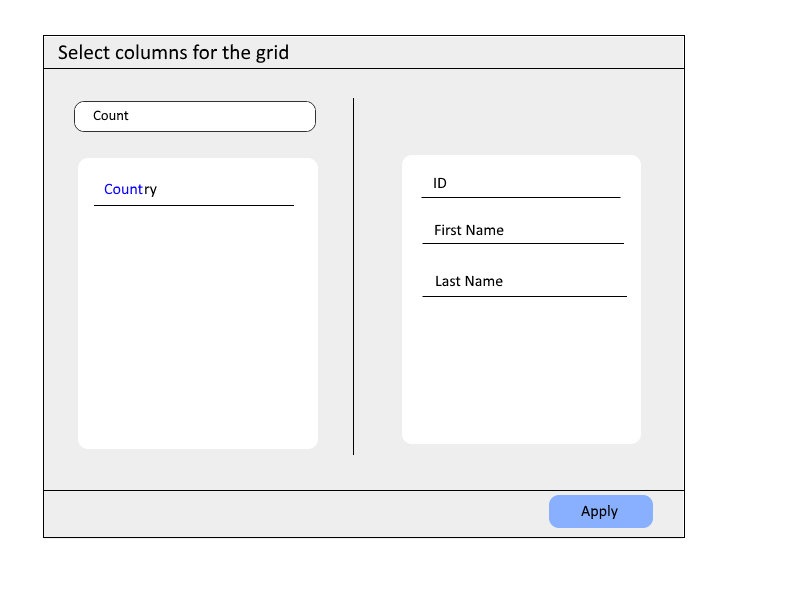 Select columns for the grid
Count
Country
ID
First Name
Last Name
Apply